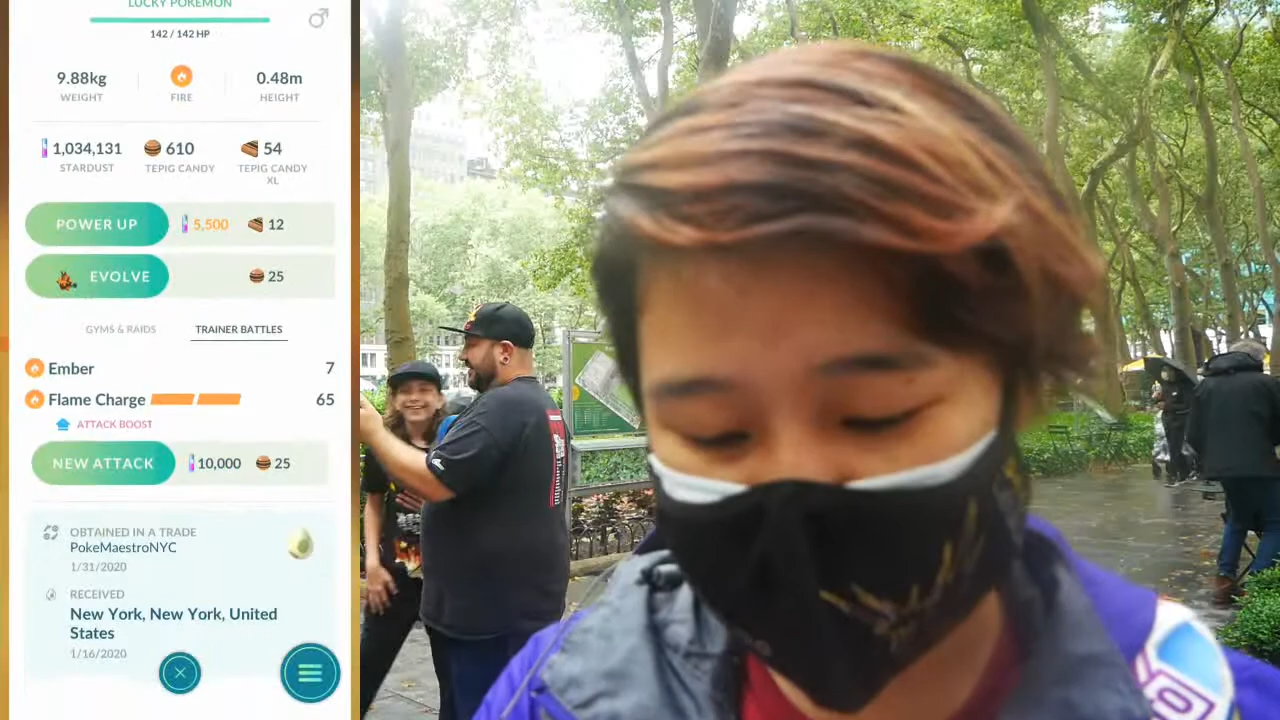 LUCKY POKÉMON
142 / 142 HP
9.88kg
WEIGHT
FIRE
0.48m
HEIGHT
1,034,131
STARDUST
610
TEPIG CANDY
54
TEPIG CANDY
XL
POWER UP
5,500
12
EVOLVE
25
GYMS & RAIDS
TRAINER BATTLES
Ember
7
Flame Charge
65
ATTACK BOOST
NEW ATTACK
10,000
25
OBTAINED IN A TRADE
PokeMaestroNYC
1/31/2020
RECEIVED
New York, New York, United
States
1/16/2020